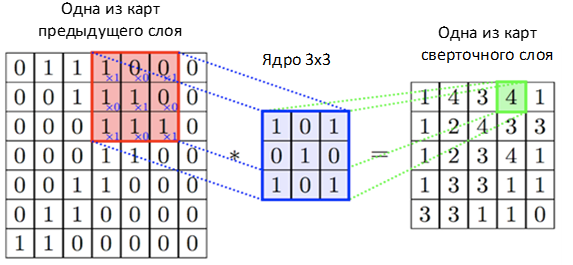 Одна из карт
предыдущего слоя
0 1 1 1×1 0×0 0×1 0
0 0 1 1×0 1×1 0×0 0
0 0 0 1×1 1×0 1×1 0
0 0 0 1 1 0 0
0 0 1 1 0 0 0
0 1 1 0 0 0 0
1 1 0 0 0 0 0
*
Ядро 3x3
1 0 1
0 1 0
1 0 1
=
Одна из карт
сверточного слоя
1 4 3 4 1
1 2 4 3 3
1 2 3 4 1
1 3 3 1 1
3 3 1 1 0